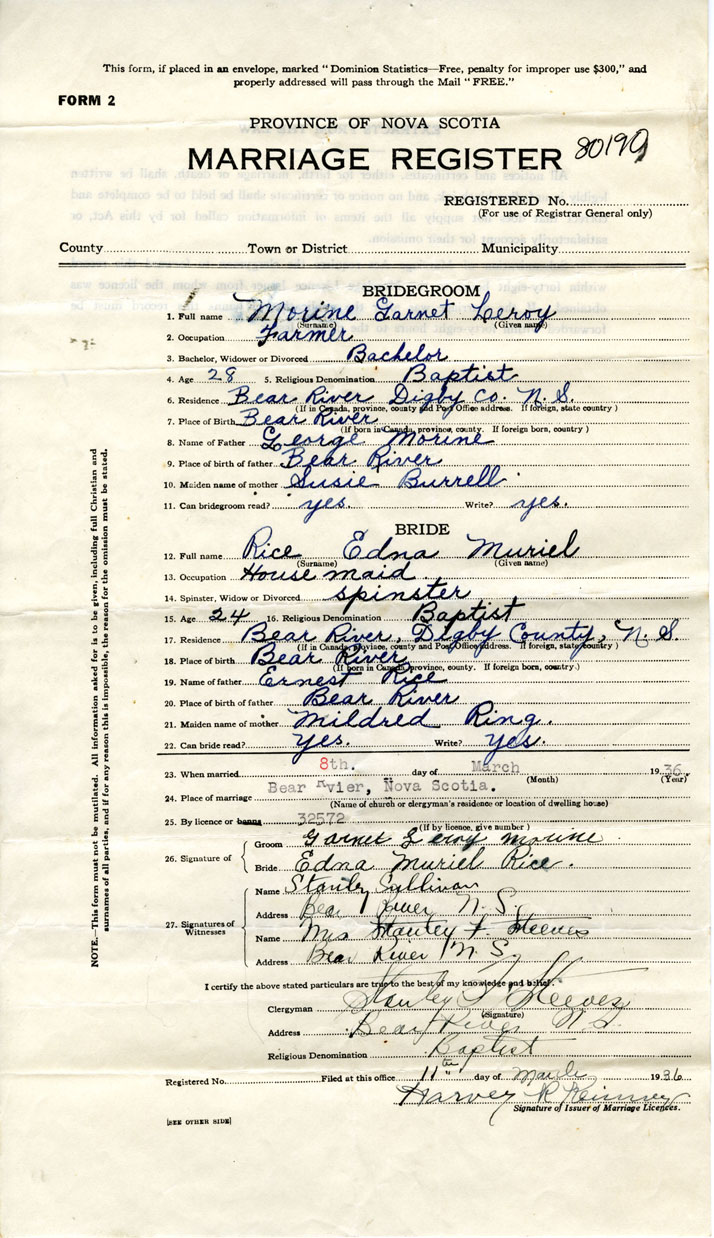 This form, if placed in an envelope, marked "Dominion Statistics—Free, penalty for improper use $300," and
properly addressed will pass through the Mail "FREE."
FORM 2
PROVINCE OF NOVA SCOTIA
MARRIAGE REGISTER 80190
REGISTERED No.
(For use of Registrar General only)
County Town or District Municipality
BRIDEGROOM
1. Full name Morine Garnet Leroy
(Surname) (Given name)
2. Occupation Farmer
3. Bachelor, Widower or Divorced Bachelor
4. Age 28 5. Religious Denomination Baptist
6. Residence Bear River Digby Co. N.S.
(If in Canada, province, county and Post Office address. If foreign, state country)
7. Place of Birth Bear River
(If born in Canada, province, county. If foreign born, country)
8. Name of Father George Morine
9. Place of birth of father Bear River
10. Maiden name of mother Susie Burrell
11. Can bridegroom read? yes. Write? yes.
BRIDE
12. Full name Rice Edna Muriel
(Surname) (Given name)
13. Occupation House maid
14. Spinster, Widow or Divorced spinster
15. Age 24 16. Religious Denomination Baptist
17. Residence Bear River, Digby County, N.S.
(If in Canada, province, county and Post Office address. If foreign, state country)
18. Place of birth Bear River
(If born in Canada, province, county. If foreign born, country.)
19. Name of father Ernest Rice
20. Place of birth of father Bear River
21. Maiden name of mother Mildred Ring.
22. Can bride read? Yes. Write? Yes.
23. When married 8th. day of March 1936.
(Month) (Year)
24. Place of marriage Bear Rvier, Nova Scotia.
(Name of church or clergyman's residence or location of dwelling house)
25. By licence or banns 32572
(If by licence, give number)
26. Signature of Groom Garnet Leroy Morine
Bride Edna Muriel Rice.
27. Signatures of Witnesses Name Stanley Sullivan
Address Bear River N.S.
Name Mrs Stanley F. Steeves
Address Bear River N.S.
I certify the above stated particulars are true to the best of my knowledge and belief.
Clergyman Stanley F Steeves
(Signature)
Address Bear River N.S.
Religious Denomination Baptist
Registered No. Filed at this office 11th day of March 1936
Harvey R
Signature of Issuer of Marriage Licences.
[SEE OTHER SIDE]
NOTE.—This form must not be mutilated. All information asked for is to be given, including full Christian and
surnames of all parties, and if for any reason this is impossible, the reason for the omission must be stated.